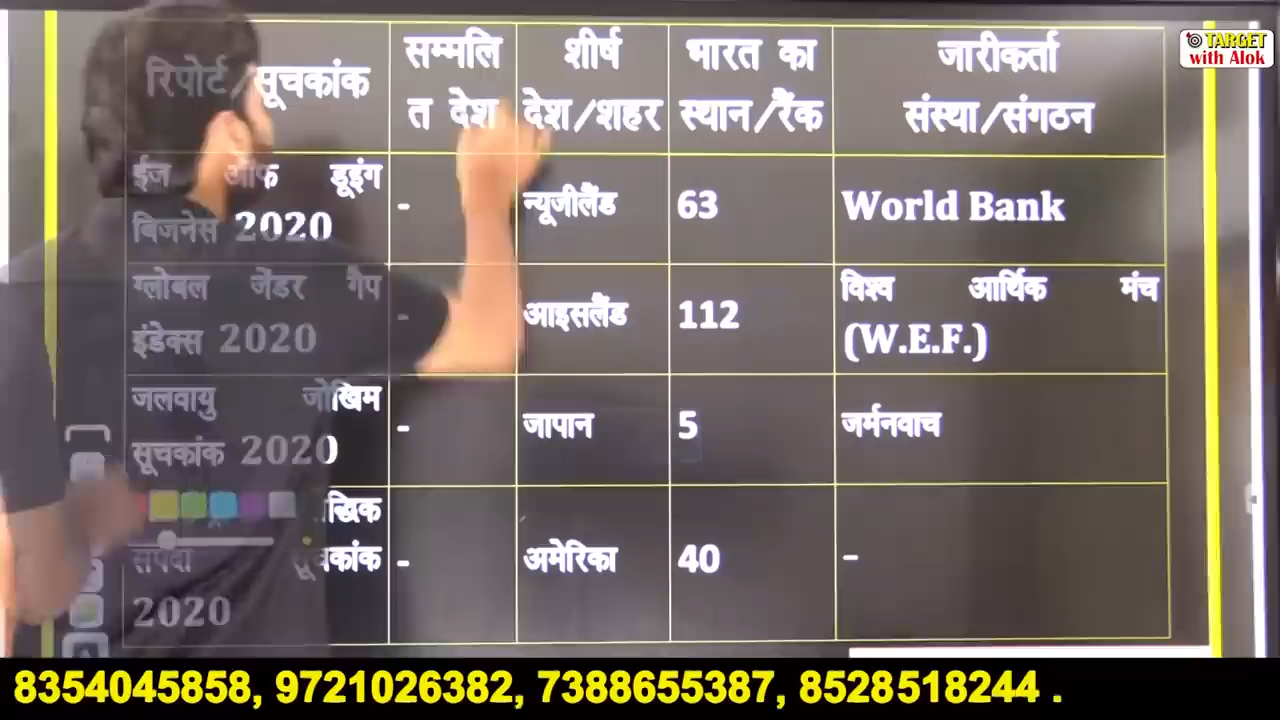 TARGET
with Alok
रिपोर्ट/सूचकांक
सम्मलि
त देश
शीर्ष
देश/शहर
भारत का
स्थान/रैंक
जारीकर्ता
संस्था/संगठन
ईज ऑफ डूइंग
बिजनेस 2020
-
न्यूजीलैंड
63
World Bank
ग्लोबल जेंडर गैप
इंडेक्स 2020
-
आइसलैंड
112
विश्व आर्थिक मंच
(W.E.F.)
जलवायु जोखिम
सूचकांक 2020
-
जापान
5
जर्मनवाच
संपदा सूचकांक
2020
-
अमेरिका
40
-
8354045858, 9721026382, 7388655387, 8528518244 .